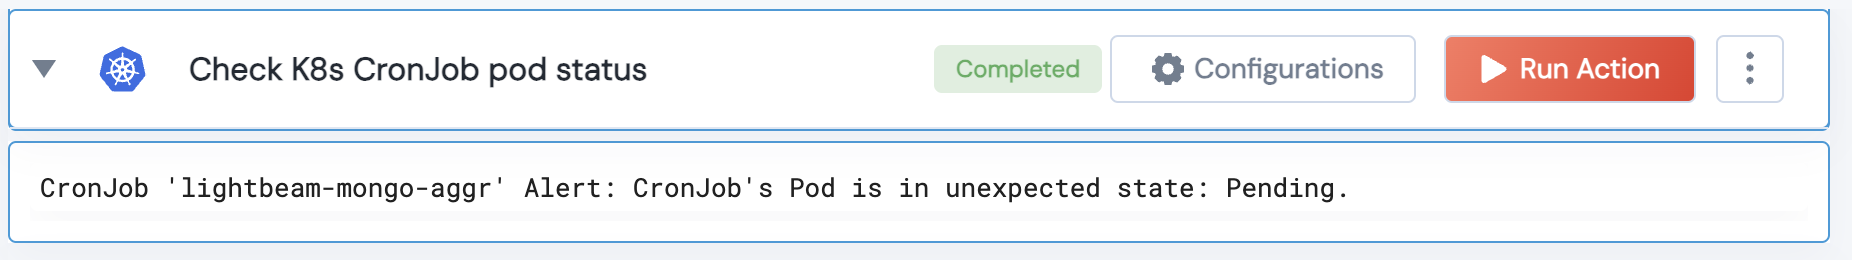 Check K8s CronJob pod status
Completed
Configurations
Run Action
CronJob 'lightbeam-mongo-aggr' Alert: CronJob's Pod is in unexpected state: Pending.